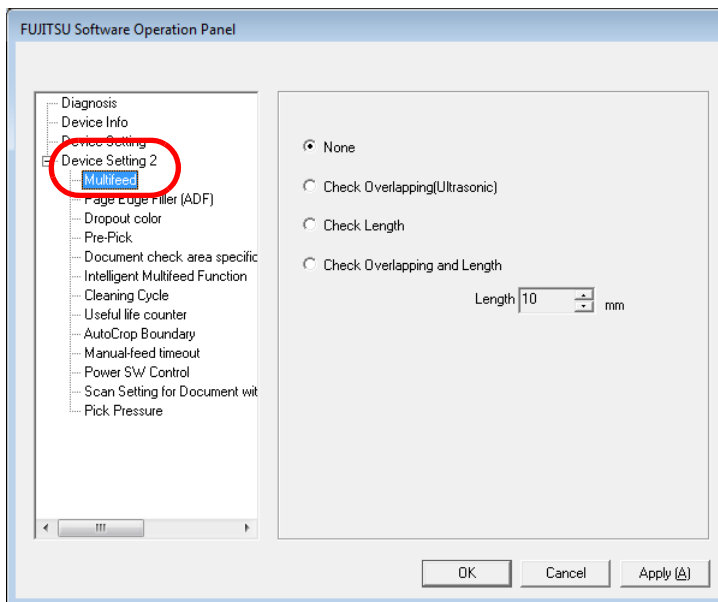 FUJITSU Software Operation Panel
Diagnosis
Device Info
Device Setting
Device Setting 2
Multifeed
Page Edge Filler (ADF)
Dropout color
Pre-Pick
Document check area specific
Intelligent Multifeed Function
Cleaning Cycle
Useful life counter
AutoCrop Boundary
Manual-feed timeout
Power SW Control
Scan Setting for Document wit
Pick Pressure
None
Check Overlapping(Ultrasonic)
Check Length
Check Overlapping and Length
Length 10 mm
OK Cancel Apply (A)